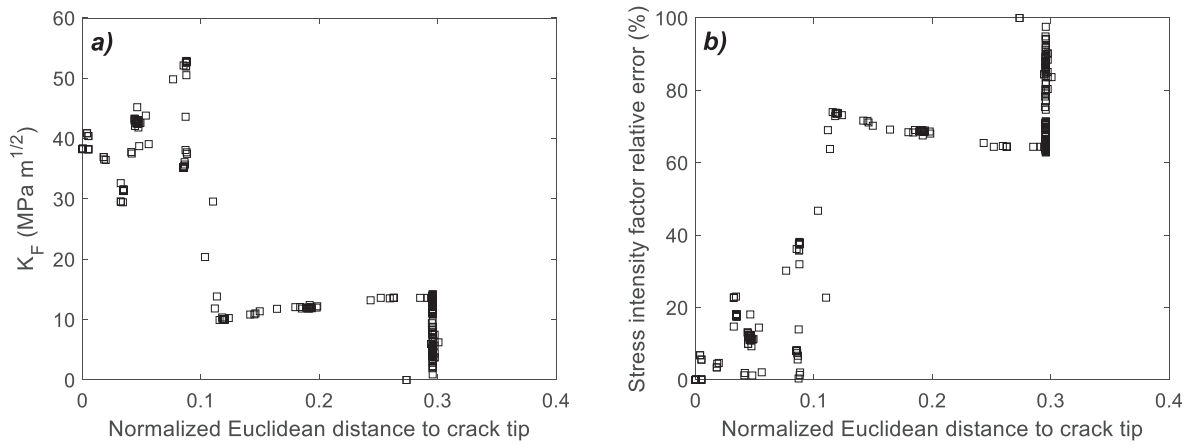 a)
K_F (MPa m^1/2)
60
50
40
30
20
10
0
0 0.1 0.2 0.3 0.4
Normalized Euclidean distance to crack tip
b)
Stress intensity factor relative error (%)
100
80
60
40
20
0
0 0.1 0.2 0.3 0.4
Normalized Euclidean distance to crack tip